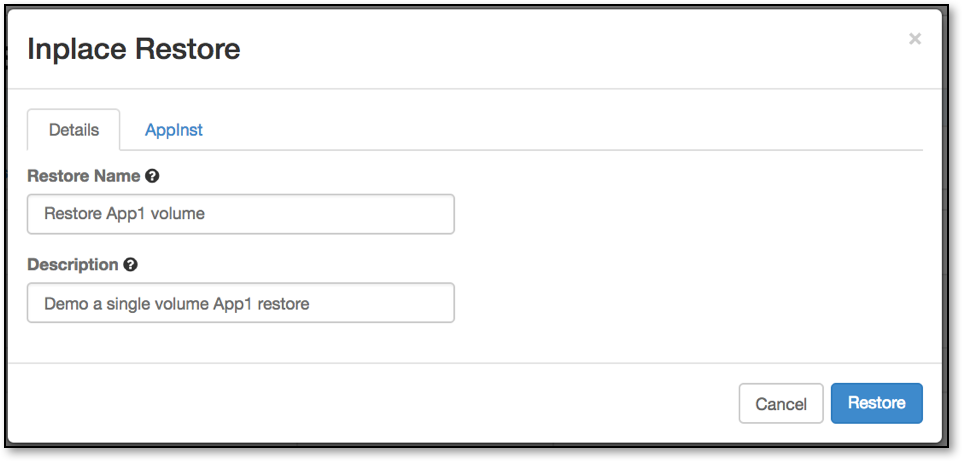 Inplace Restore
×
Details
AppInst
Restore Name ?
Restore App1 volume
Description ?
Demo a single volume App1 restore
Cancel
Restore